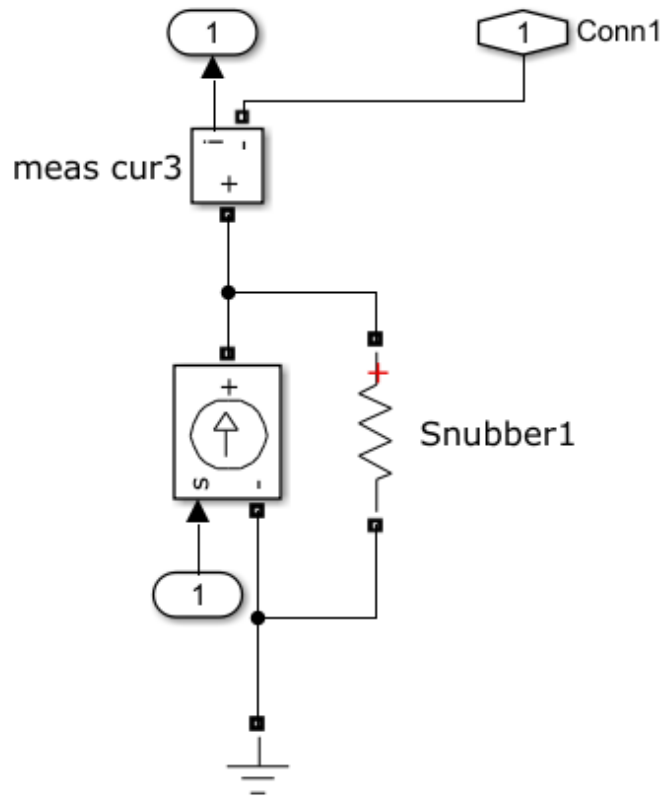 1
1 Conn1
i -
meas cur3
+
+
+
Snubber1
s -
1